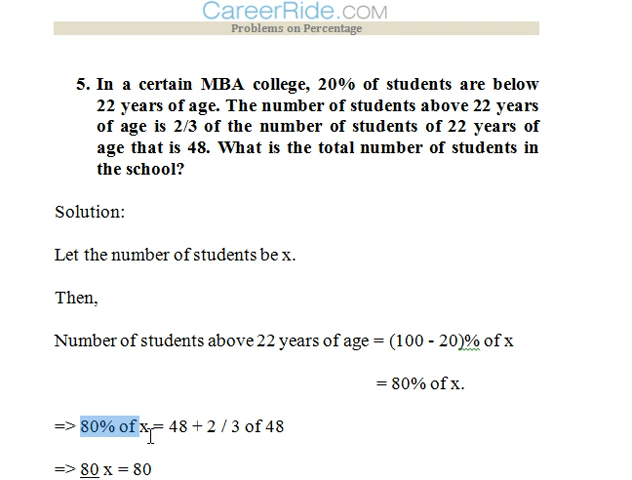 CareerRide.COM
Problems on Percentage
5. In a certain MBA college, 20% of students are below
22 years of age. The number of students above 22 years
of age is 2/3 of the number of students of 22 years of
age that is 48. What is the total number of students in
the school?
Solution:
Let the number of students be x.
Then,
Number of students above 22 years of age = (100 - 20)% of x
= 80% of x.
=> 80% of x = 48 + 2 / 3 of 48
=> 80 x = 80